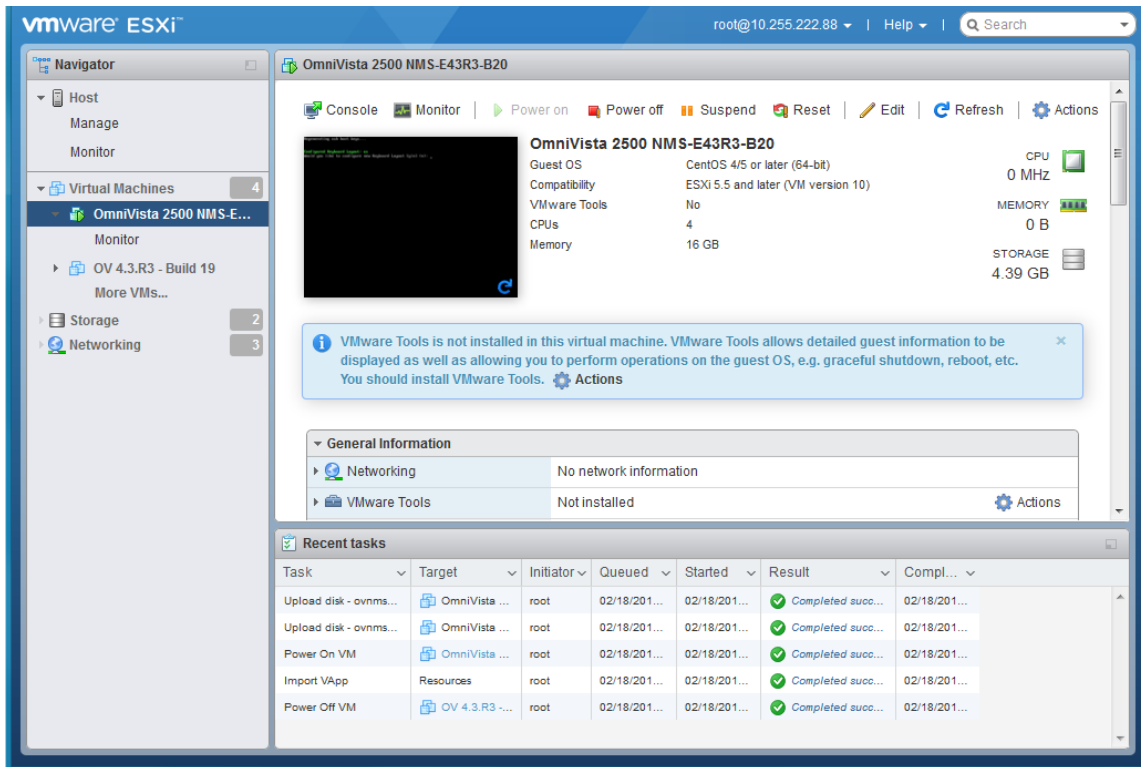 vmware ESXi™
root@10.255.222.88 | Help | Search
Navigator
Host
Manage
Monitor
Virtual Machines 4
OmniVista 2500 NMS-E...
Monitor
OV 4.3.R3 - Build 19
More VMs...
Storage 2
Networking 3
OmniVista 2500 NMS-E43R3-B20
Console Monitor | Power on Power off Suspend Reset | Edit | Refresh | Actions
OmniVista 2500 NMS-E43R3-B20
Guest OS CentOS 4/5 or later (64-bit)
Compatibility ESXi 5.5 and later (VM version 10)
VMware Tools No
CPUs 4
Memory 16 GB
CPU
0 MHz
MEMORY
0 B
STORAGE
4.39 GB
VMware Tools is not installed in this virtual machine. VMware Tools allows detailed guest information to be
displayed as well as allowing you to perform operations on the guest OS, e.g. graceful shutdown, reboot, etc.
You should install VMware Tools. Actions
General Information
Networking No network information
VMware Tools Not installed Actions
Recent tasks
Task Target Initiator Queued Started Result Compl...
Upload disk - ovnms... OmniVista ... root 02/18/201... 02/18/201... Completed succ... 02/18/201...
Upload disk - ovnms... OmniVista ... root 02/18/201... 02/18/201... Completed succ... 02/18/201...
Power On VM OmniVista ... root 02/18/201... 02/18/201... Completed succ... 02/18/201...
Import VApp Resources root 02/18/201... 02/18/201... Completed succ... 02/18/201...
Power Off VM OV 4.3.R3 -... root 02/18/201... 02/18/201... Completed succ... 02/18/201...